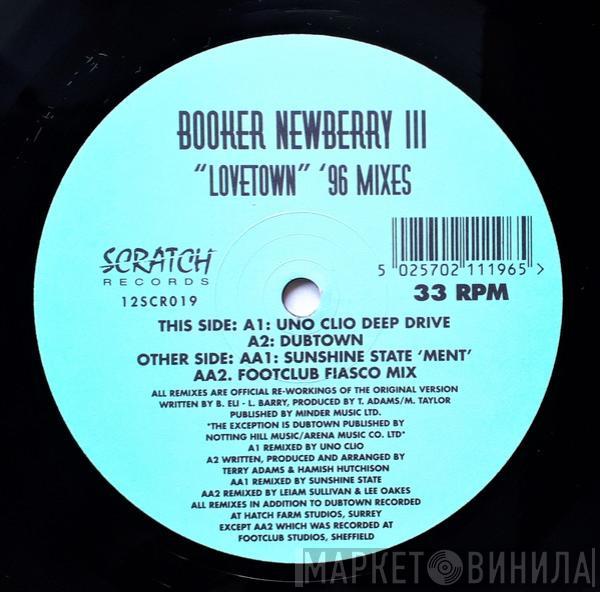 BOOKER NEWBERRY III
"LOVETOWN" '96 MIXES
SCRATCH
RECORDS
12SCR019
5 025702 111965 >
33 RPM
THIS SIDE: A1: UNO CLIO DEEP DRIVE
A2: DUBTOWN
OTHER SIDE: AA1: SUNSHINE STATE 'MENT'
AA2. FOOTCLUB FIASCO MIX
ALL REMIXES ARE OFFICIAL RE-WORKINGS OF THE ORIGINAL VERSION
WRITTEN BY B. ELI - L. BARRY, PRODUCED BY T. ADAMS/M. TAYLOR
PUBLISHED BY MINDER MUSIC LTD.
"THE EXCEPTION IS DUBTOWN PUBLISHED BY
NOTTING HILL MUSIC/ARENA MUSIC CO. LTD"
A1 REMIXED BY UNO CLIO
A2 WRITTEN, PRODUCED AND ARRANGED BY
TERRY ADAMS & HAMISH HUTCHISON
AA1 REMIXED BY SUNSHINE STATE
AA2 REMIXED BY LEIAM SULLIVAN & LEE OAKES
ALL REMIXES IN ADDITION TO DUBTOWN RECORDED
AT HATCH FARM STUDIOS, SURREY
EXCEPT AA2 WHICH WAS RECORDED AT
FOOTCLUB STUDIOS, SHEFFIELD
МАРКЕТ ВИНИЛА